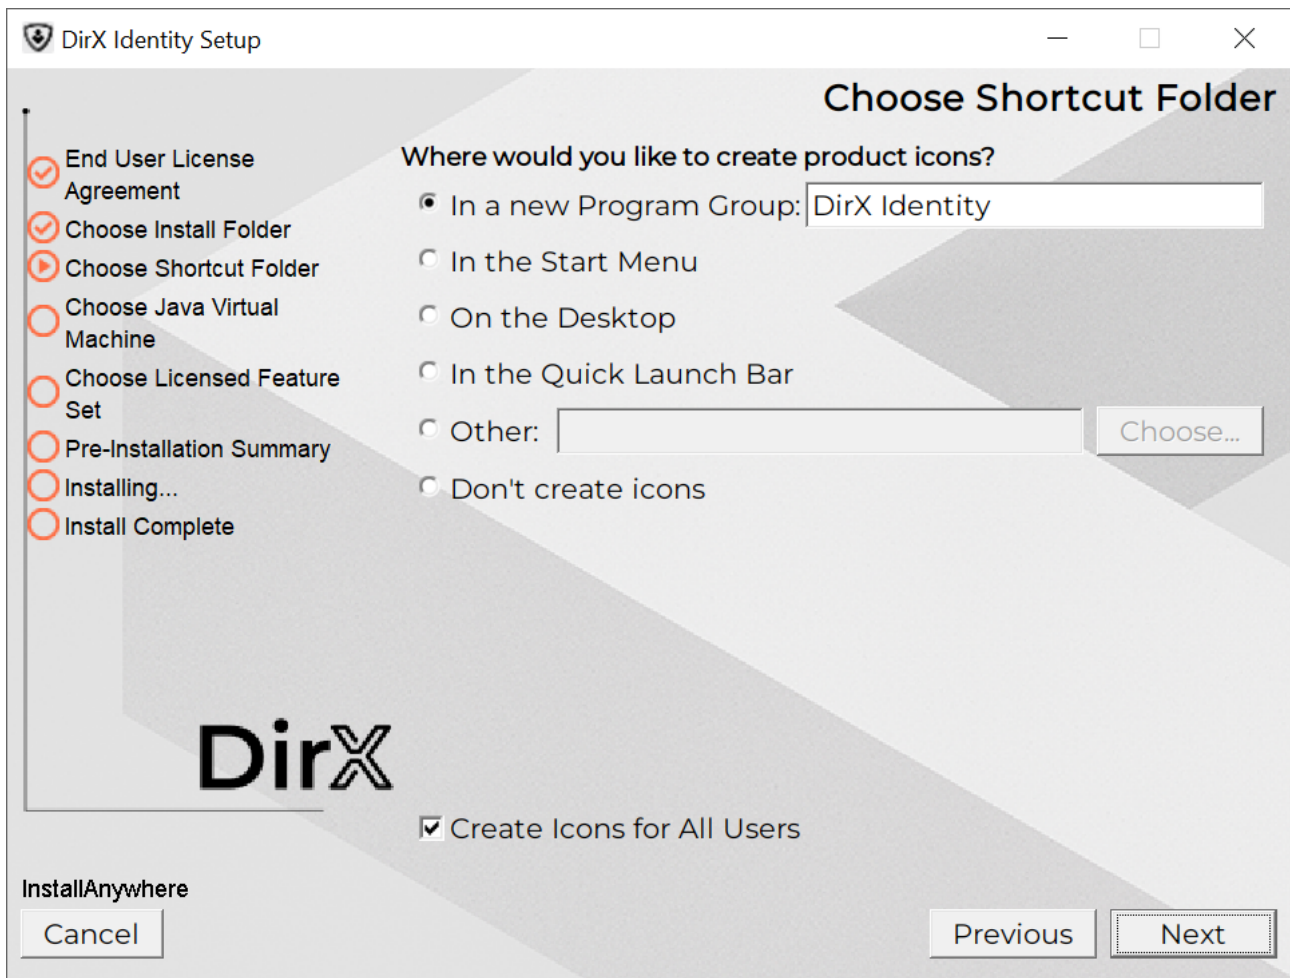 DirX Identity Setup
Choose Shortcut Folder
End User License
Agreement
Choose Install Folder
Choose Shortcut Folder
Choose Java Virtual
Machine
Choose Licensed Feature
Set
Pre-Installation Summary
Installing...
Install Complete
Where would you like to create product icons?
In a new Program Group: DirX Identity
In the Start Menu
On the Desktop
In the Quick Launch Bar
Other: Choose...
Don't create icons
DirX
Create Icons for All Users
InstallAnywhere
Cancel Previous Next